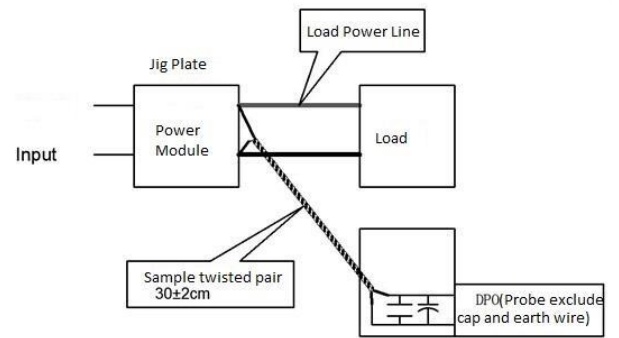 Load Power Line
Jig Plate
Power
Module
Load
Input
Sample twisted pair
30±2cm
DPO(Probe exclude
cap and earth wire)